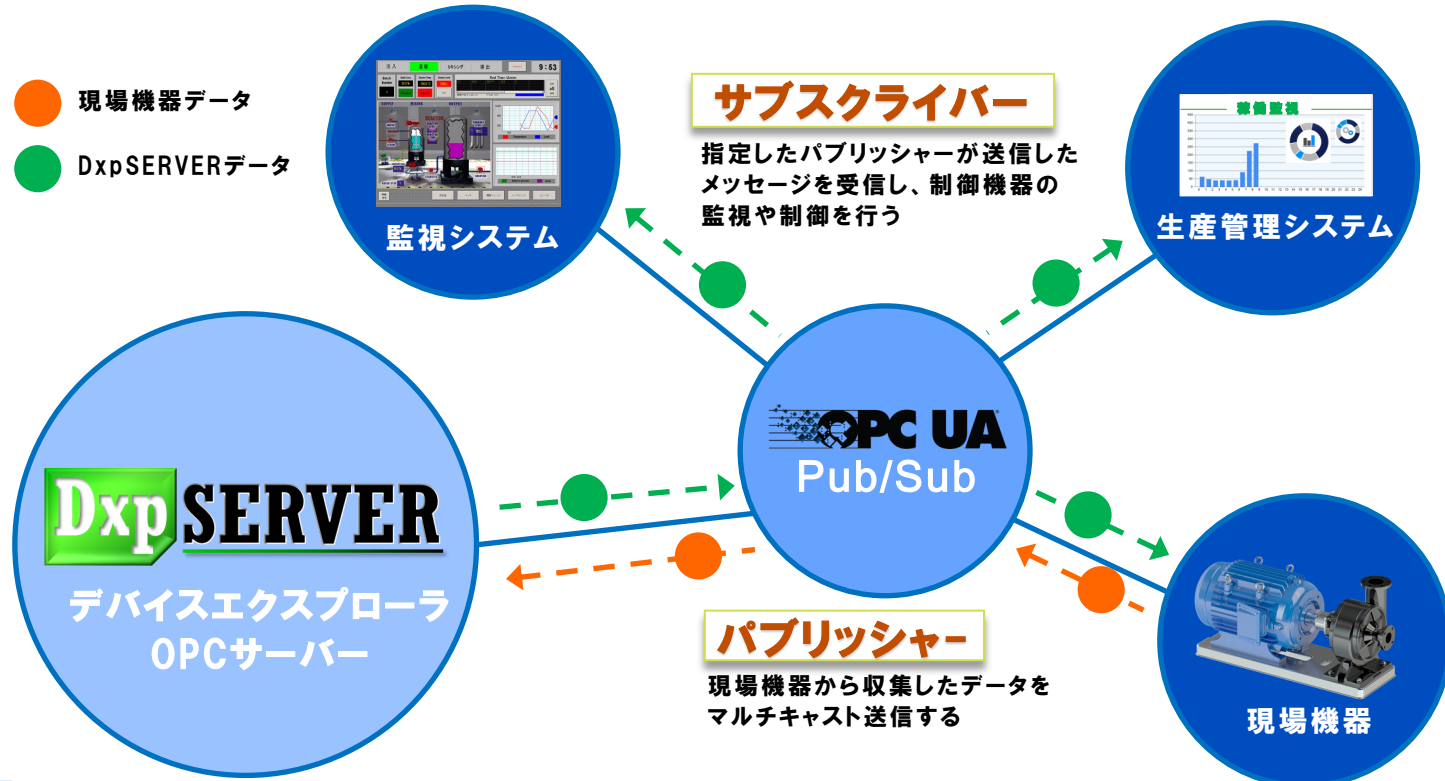 現場機器データ
DxpSERVERデータ
9:53
監視システム
サブスクライバー
指定したパブリッシャーが送信した
メッセージを受信し、制御機器の
監視や制御を行う
稼働監視
生産管理システム
OPC UA
Pub/Sub
DxpSERVER
デバイスエクスプローラ
OPCサーバー
パブリッシャー
現場機器から収集したデータを
マルチキャスト送信する
現場機器